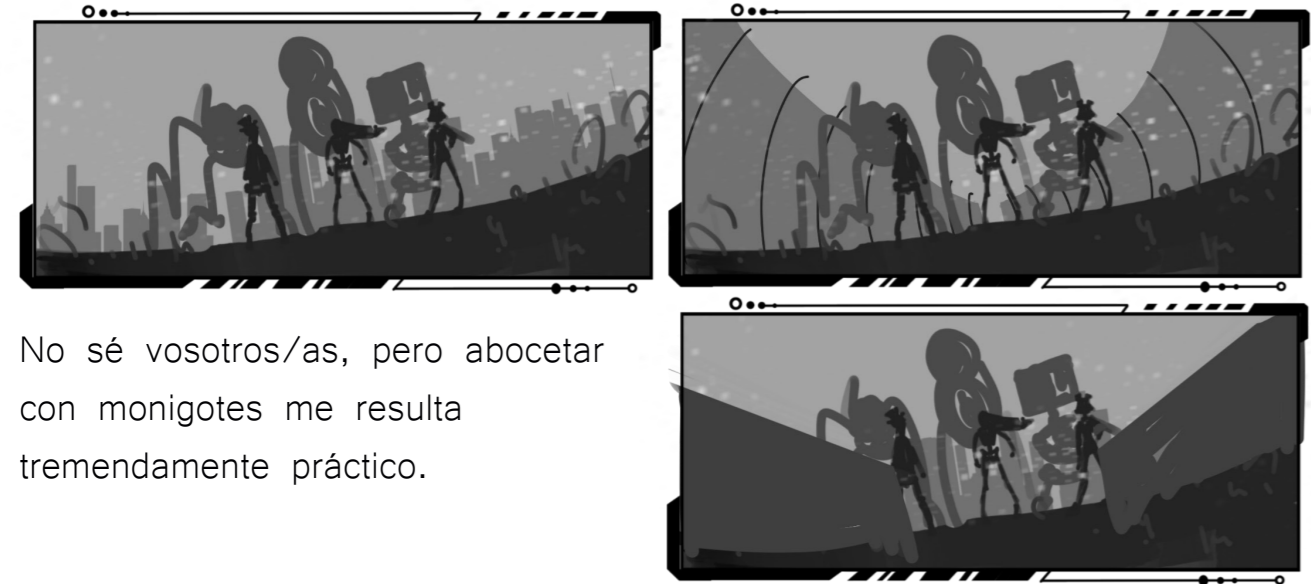 No sé vosotros/as, pero abocetar
con monigotes me resulta
tremendamente práctico.